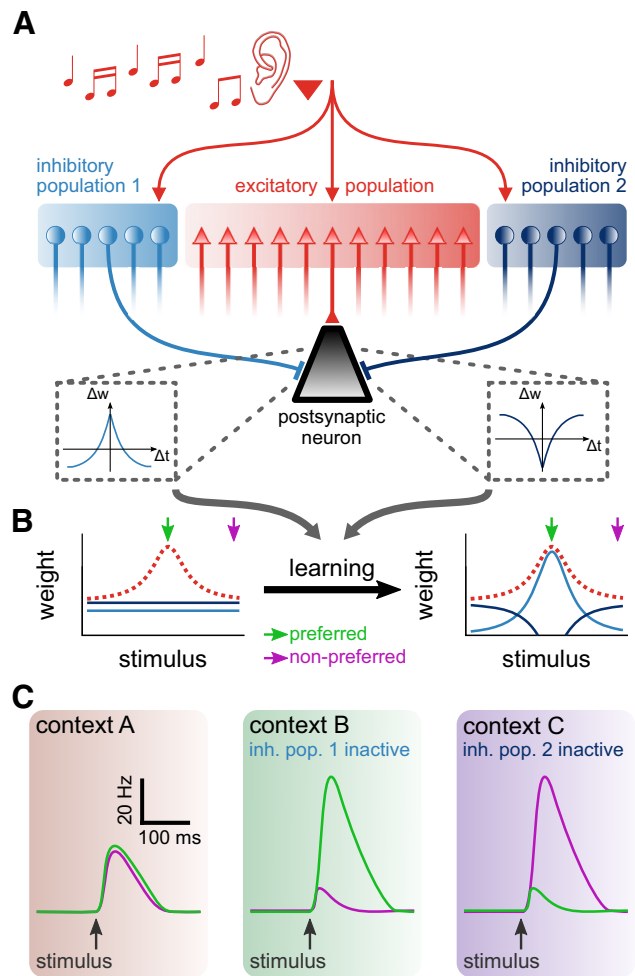 A
inhibitory
population 1
excitatory population
inhibitory
population 2
Δw
Δt
postsynaptic
neuron
Δw
Δt
B
weight
stimulus
learning
preferred
non-preferred
weight
stimulus
C
context A
20 Hz
100 ms
stimulus
context B
inh. pop. 1 inactive
stimulus
context C
inh. pop. 2 inactive
stimulus